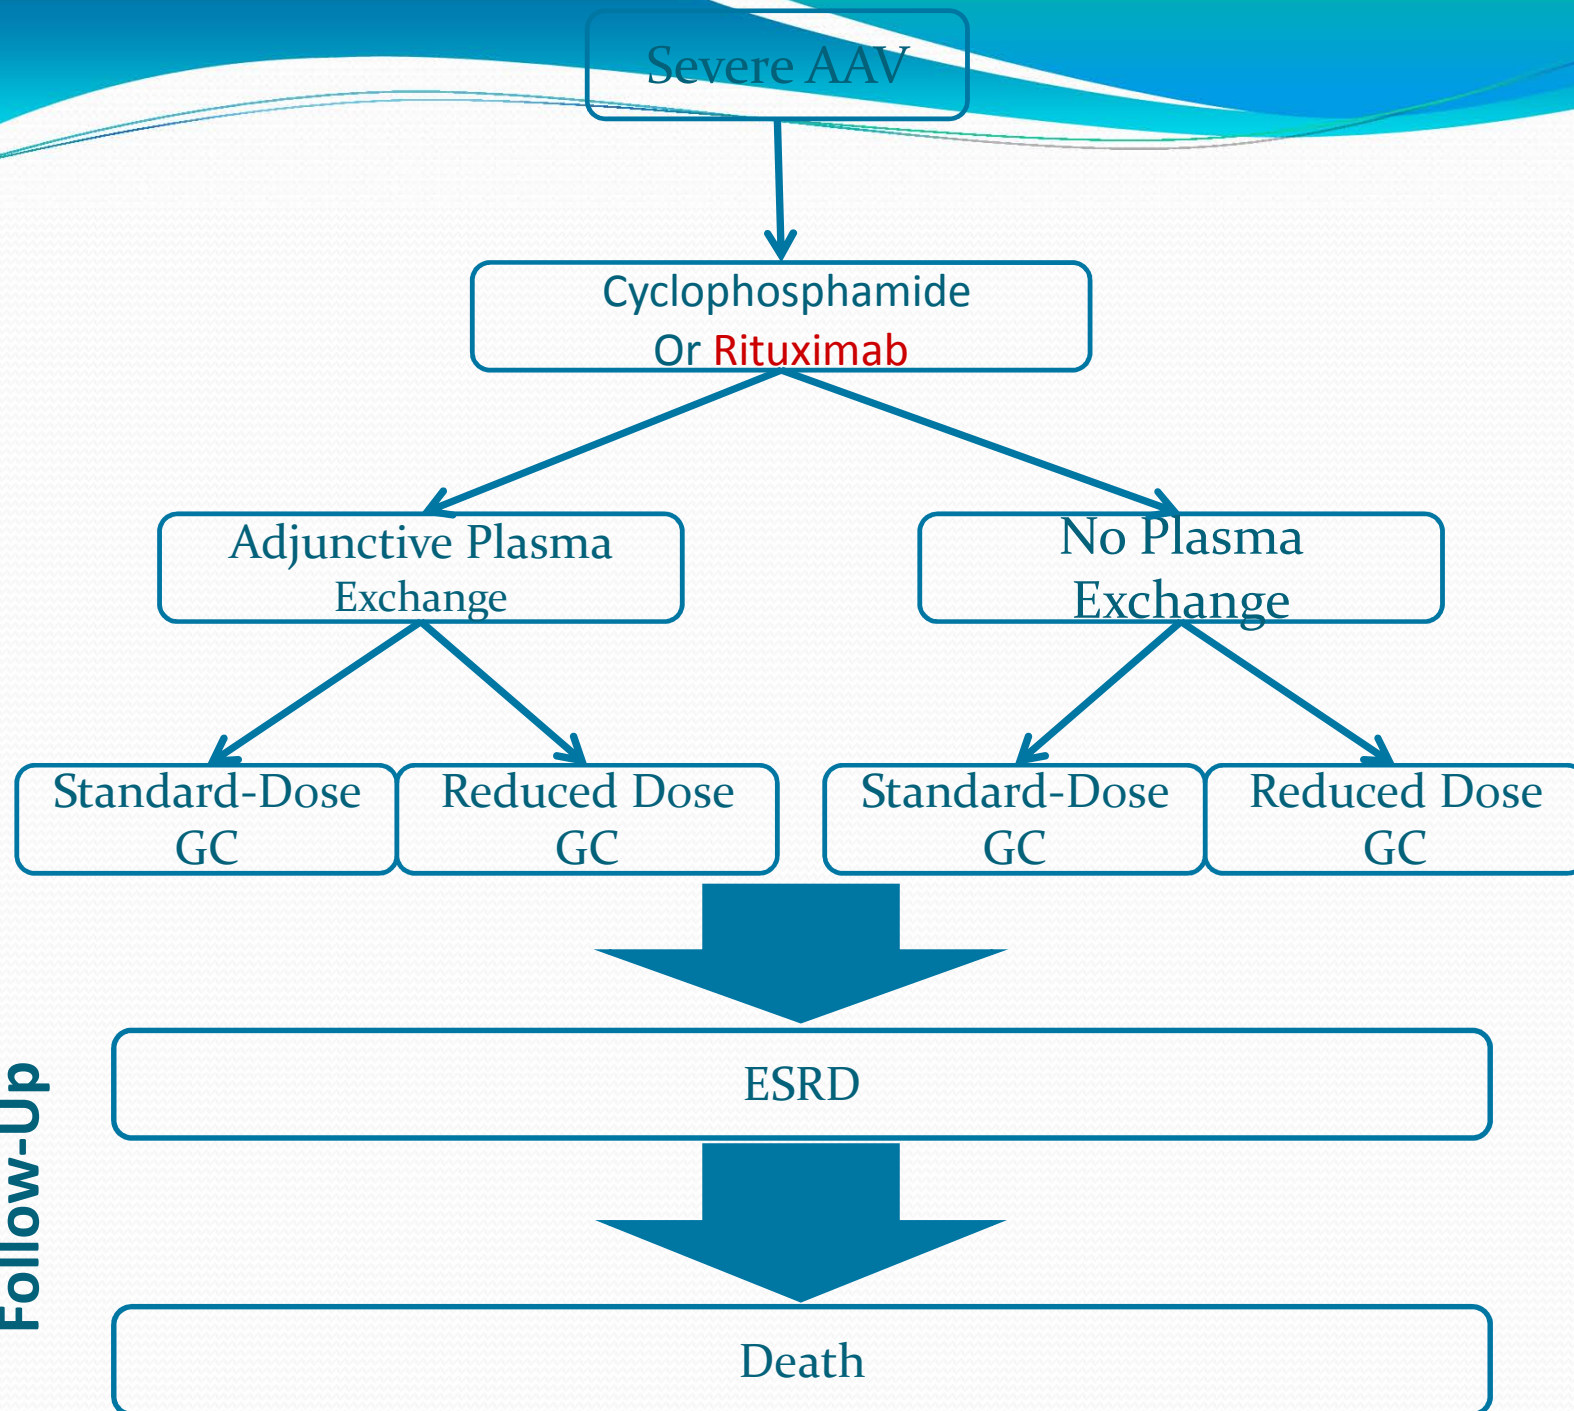 Severe AAV
Cyclophosphamide
Or Rituximab
Adjunctive Plasma
Exchange
No Plasma
Exchange
Standard-Dose
GC
Reduced Dose
GC
Standard-Dose
GC
Reduced Dose
GC
Follow-Up
ESRD
Death